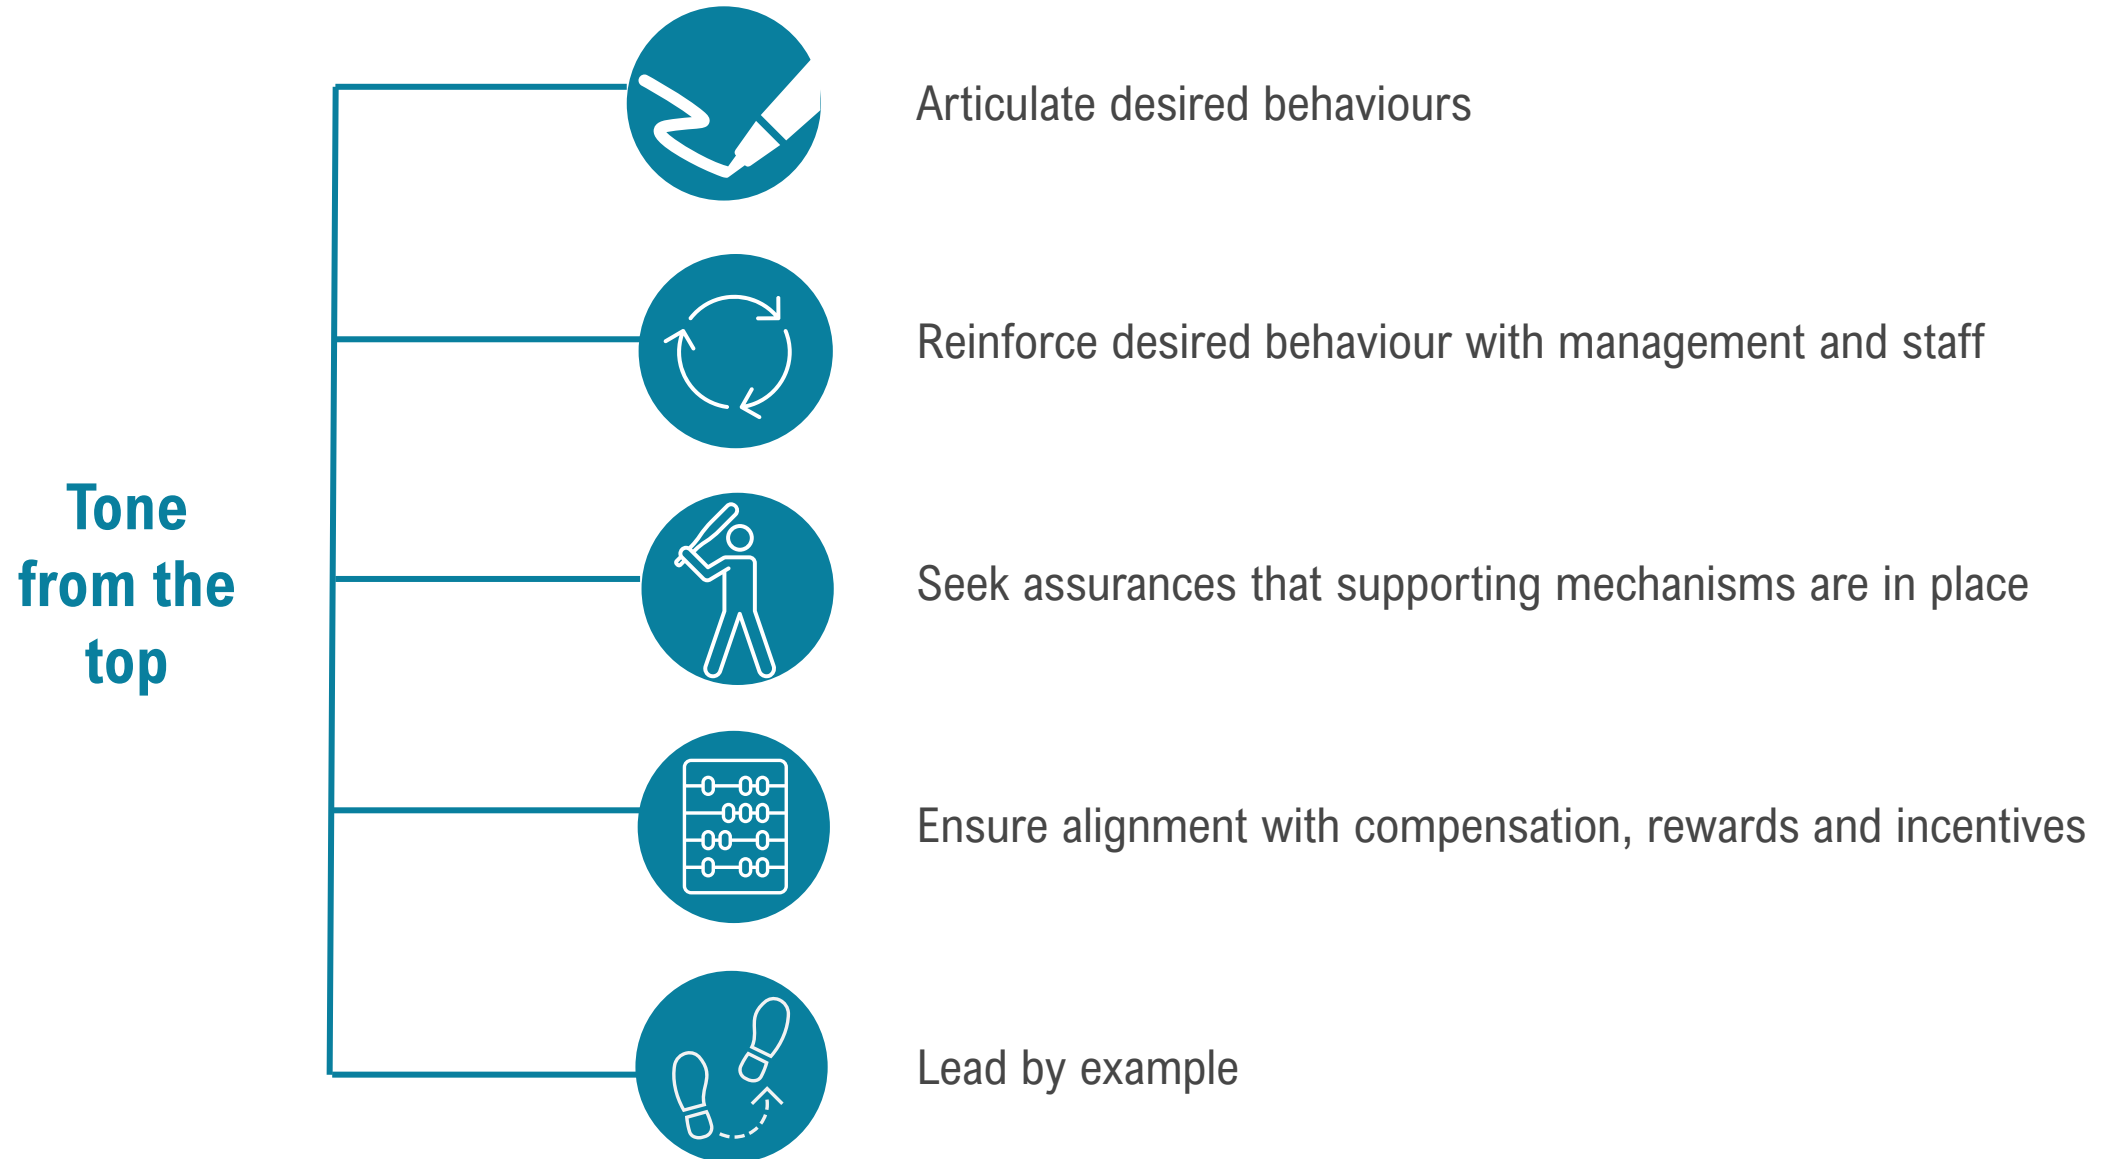 Tone
from the
top
Articulate desired behaviours
Reinforce desired behaviour with management and staff
Seek assurances that supporting mechanisms are in place
Ensure alignment with compensation, rewards and incentives
Lead by example